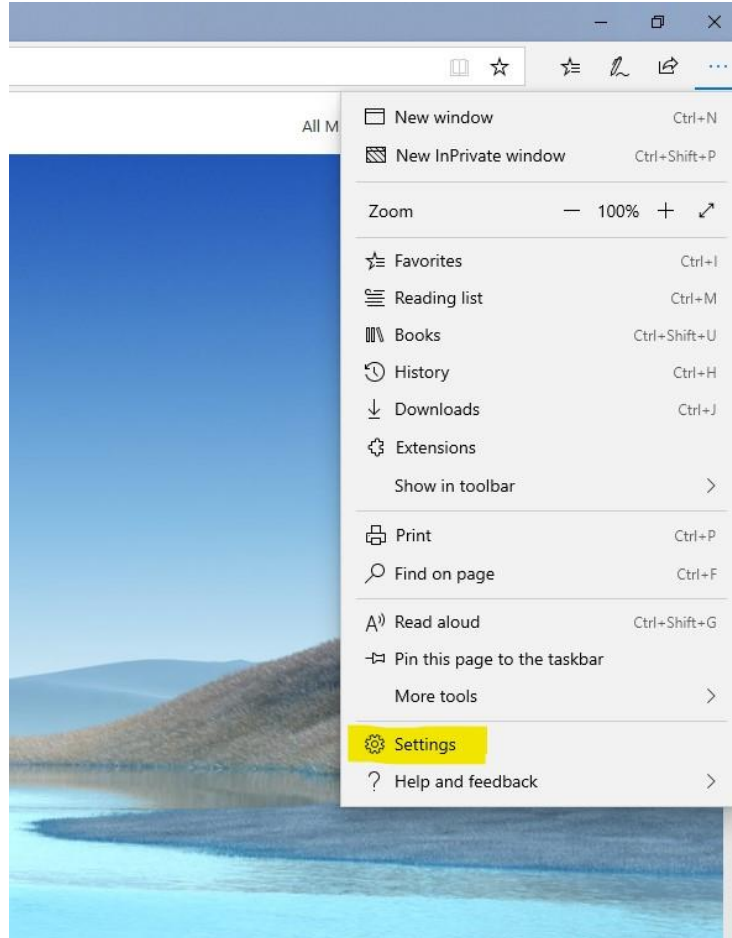 All M
New window Ctrl+N
New InPrivate window Ctrl+Shift+P
Zoom 100%
Favorites Ctrl+I
Reading list Ctrl+M
Books Ctrl+Shift+U
History Ctrl+H
Downloads Ctrl+J
Extensions
Show in toolbar
Print Ctrl+P
Find on page Ctrl+F
Read aloud Ctrl+Shift+G
Pin this page to the taskbar
More tools
Settings
Help and feedback